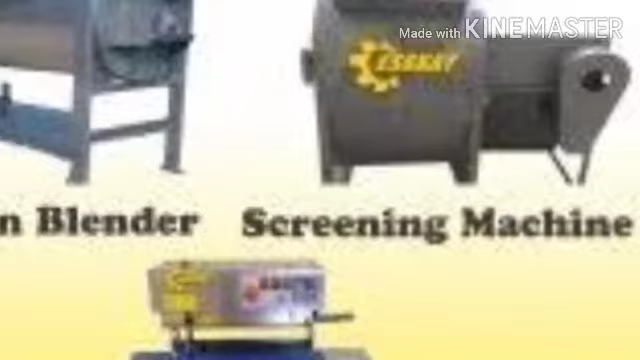 Made with KINEMASTER
ESSKAY
n Blender
Screening Machine